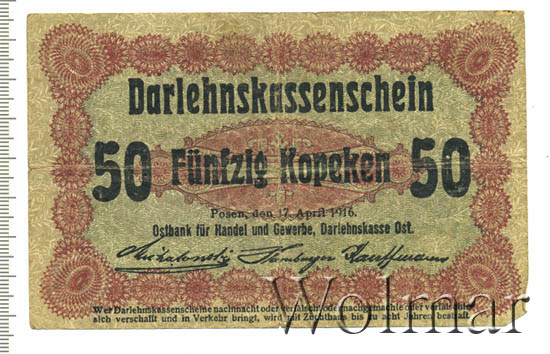 Darlehnskassenschein
50 Fünfzig Kopeken 50
Posen, den 17. April 1916.
Ostbank für Handel und Gewerbe, Darlehnskasse Ost.
Hamburger Kauffmann
Wer Darlehnskassenscheine nachmacht oder verfälscht oder nachgemachte oder verfälschte
sich verschafft und in Verkehr bringt, wird mit Zuchthaus bis zu acht Jahren bestraft.
Wolmar